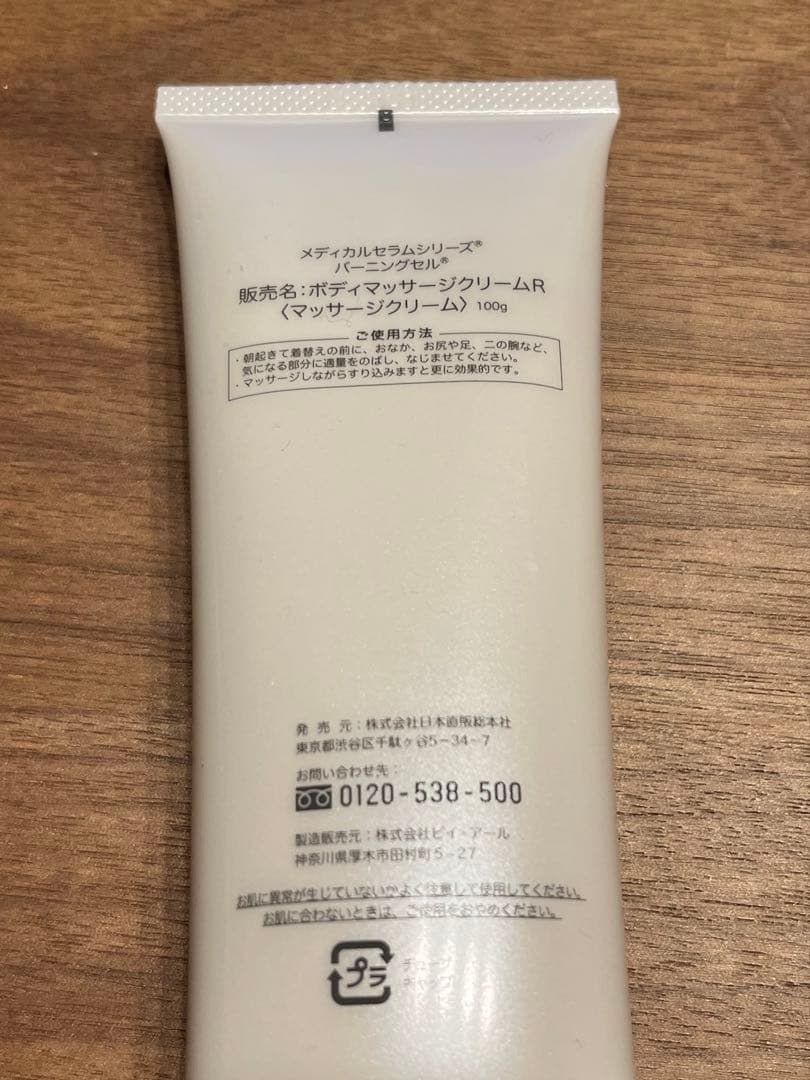 メディカルセラムシリーズ®
バーニングセル®
販売名：ボディマッサージクリームR
〈マッサージクリーム〉 100g
ご使用方法
・朝起きて着替えの前に、おなか、お尻や足、二の腕など、
気になる部分に適量をのばし、なじませてください。
・マッサージしながらすり込みますと更に効果的です。
発 売 元：株式会社日本直販総本社
東京都渋谷区千駄ヶ谷5-34-7
お問い合わせ先：
0120-538-500
製造販売元：株式会社ビイ・アール
神奈川県厚木市田村町5-27
お肌に異常が生じていないかよく注意して使用してください。
お肌に合わないときは、ご使用をおやめください。
プラ
チューブ
キャップ